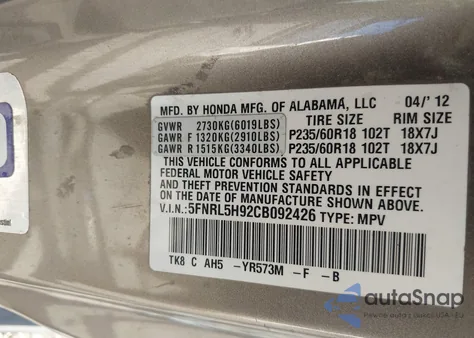 MFD. BY HONDA MFG. OF ALABAMA, LLC 04/' 12
TIRE SIZE RIM SIZE
GVWR 2730KG(6019LBS)
GAWR F 1320KG(2910LBS) P235/60R18 102T 18X7J
GAWR R 1515KG(3340LBS) P235/60R18 102T 18X7J
THIS VEHICLE CONFORMS TO ALL APPLICABLE
FEDERAL MOTOR VEHICLE SAFETY
AND THEFT PREVENTION STANDARDS IN EFFECT
ON THE DATE OF MANUFACTURE SHOWN ABOVE.
V.I.N.: 5FNRL5H92CB092426 TYPE: MPV
TK8 C AH5 -YR573M -F -B
autaSnap